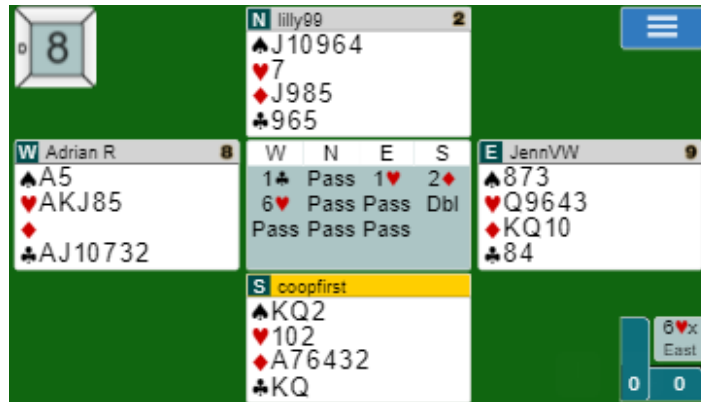 D 8
N lilly99 2
♠J10964
♥7
♦J985
♣965
W Adrian R 8
♠A5
♥AKJ85
♦
♣AJ10732
W N E S
1♣ Pass 1♥ 2♦
6♥ Pass Pass Dbl
Pass Pass Pass
E JennVW 9
♠873
♥Q9643
♦KQ10
♣84
S coopfirst
♠KQ2
♥102
♦A76432
♣KQ
6♥x
East
0 0